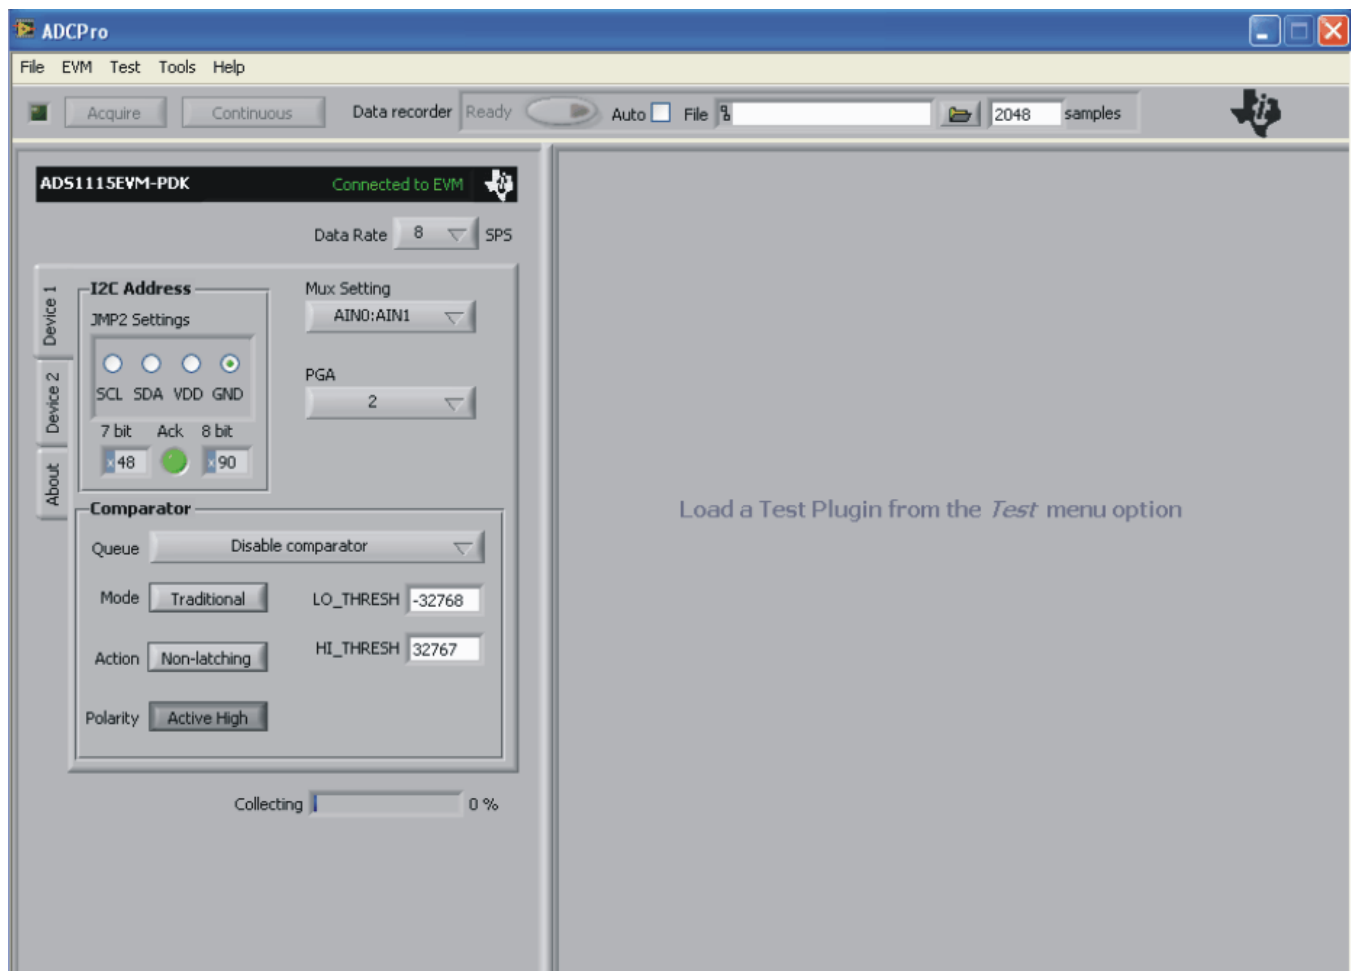 ADCPro
File EVM Test Tools Help
Acquire Continuous Data recorder Ready Auto File 2048 samples
ADS1115EVM-PDK Connected to EVM
Data Rate 8 SPS
Device 1
Device 2
About
I2C Address
JMP2 Settings
SCL SDA VDD GND
7 bit Ack 8 bit
x48 x90
Mux Setting
AIN0:AIN1
PGA
2
Comparator
Queue Disable comparator
Mode Traditional LO_THRESH -32768
Action Non-latching HI_THRESH 32767
Polarity Active High
Collecting 0 %
Load a Test Plugin from the Test menu option